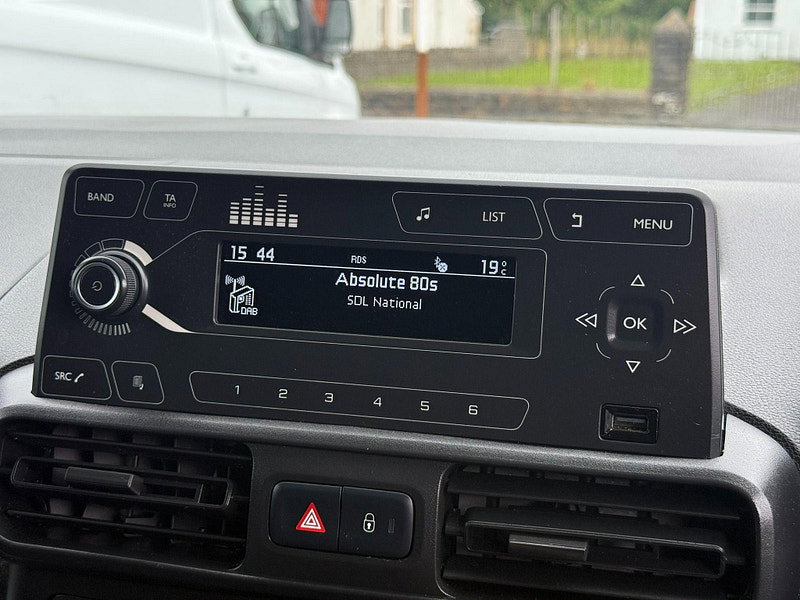 BAND
TA
INFO
LIST
MENU
15 44
RDS
19°C
Absolute 80s
SDL National
DAB
OK
SRC
1 2 3 4 5 6